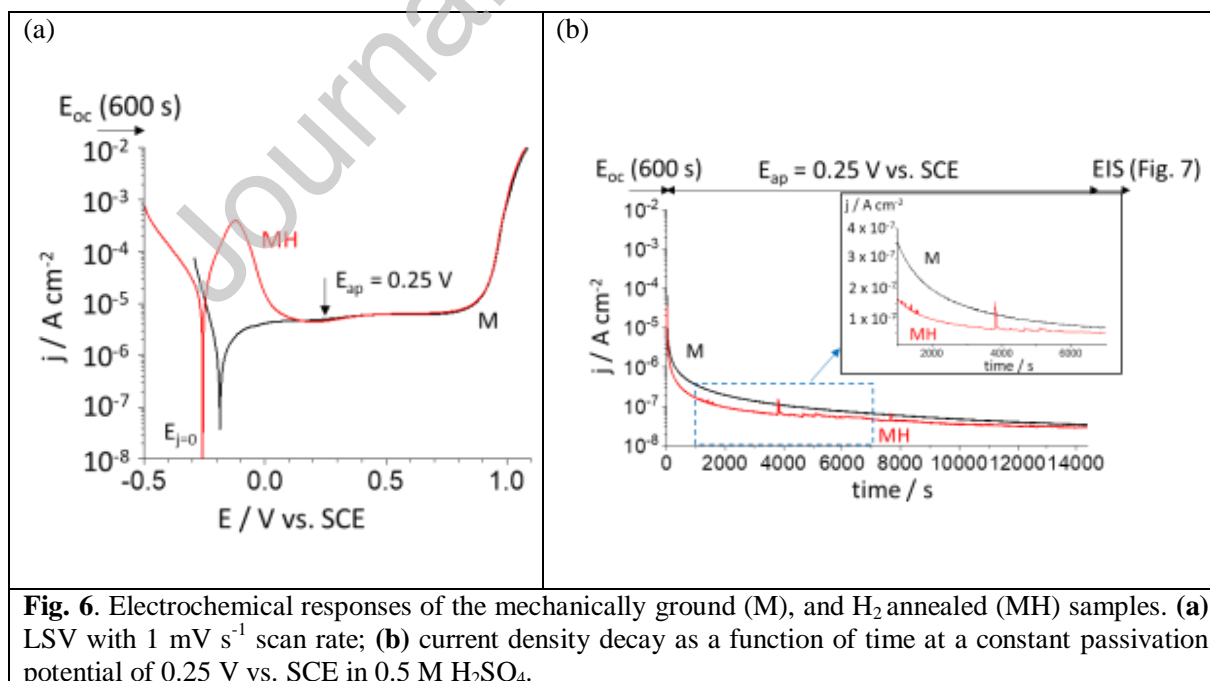 (a)
(b)
Journal
E_oc (600 s)
10^-2
10^-3
10^-4
10^-5
10^-6
10^-7
10^-8
j / A cm^-2
MH
E_ap = 0.25 V
M
E_j=0
-0.5
0.0
0.5
1.0
E / V vs. SCE
E_oc (600 s)
E_ap = 0.25 V vs. SCE
EIS (Fig. 7)
10^-2
10^-3
10^-4
10^-5
10^-6
10^-7
10^-8
j / A cm^-2
M
MH
0 2000 4000 6000 8000 10000 12000 14000
time / s
j / A cm^-2
4 x 10^-7
3 x 10^-7
2 x 10^-7
1 x 10^-7
M
MH
2000 4000 6000
time / s
Fig. 6. Electrochemical responses of the mechanically ground (M), and H2 annealed (MH) samples. (a)
LSV with 1 mV s^-1 scan rate; (b) current density decay as a function of time at a constant passivation
potential of 0.25 V vs. SCE in 0.5 M H2SO4.